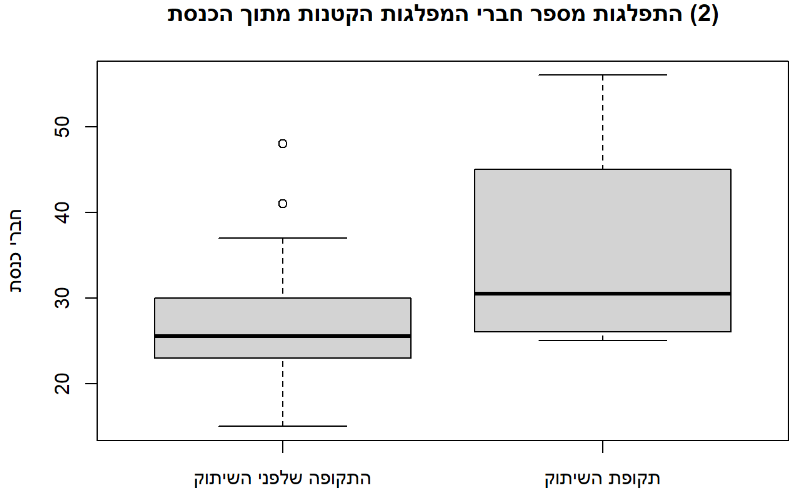 (2) התפלגות מספר חברי המפלגות הקטנות מתוך הכנסת
חברי כנסת
50
40
30
20
התקופה שלפני השיתוק
תקופת השיתוק